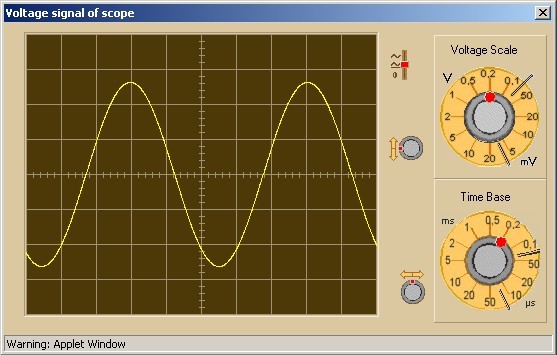 Voltage signal of scope
Voltage Scale
V
0,5 0,2 0,1
1 50
2 20
5 10
10 20 5
mV
0
Time Base
ms
1 0,5 0,2
2 0,1
5 50
10 20
20 50 10
µs
Warning: Applet Window